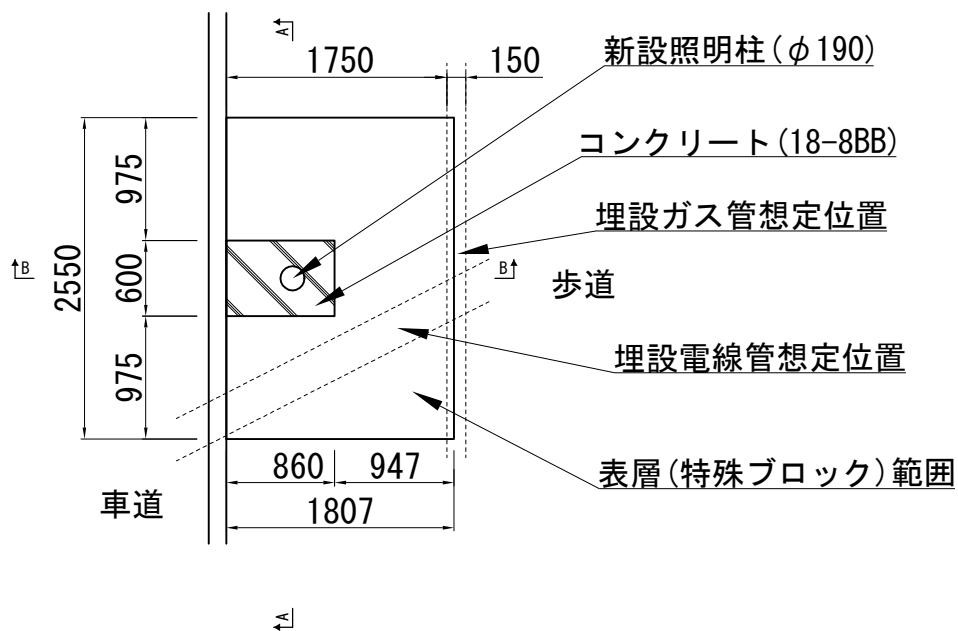 A
1750
150
新設照明柱(φ190)
コンクリート(18-8BB)
埋設ガス管想定位置
975
600
975
2550
B
B
歩道
埋設電線管想定位置
表層(特殊ブロック)範囲
860
947
1807
車道
A